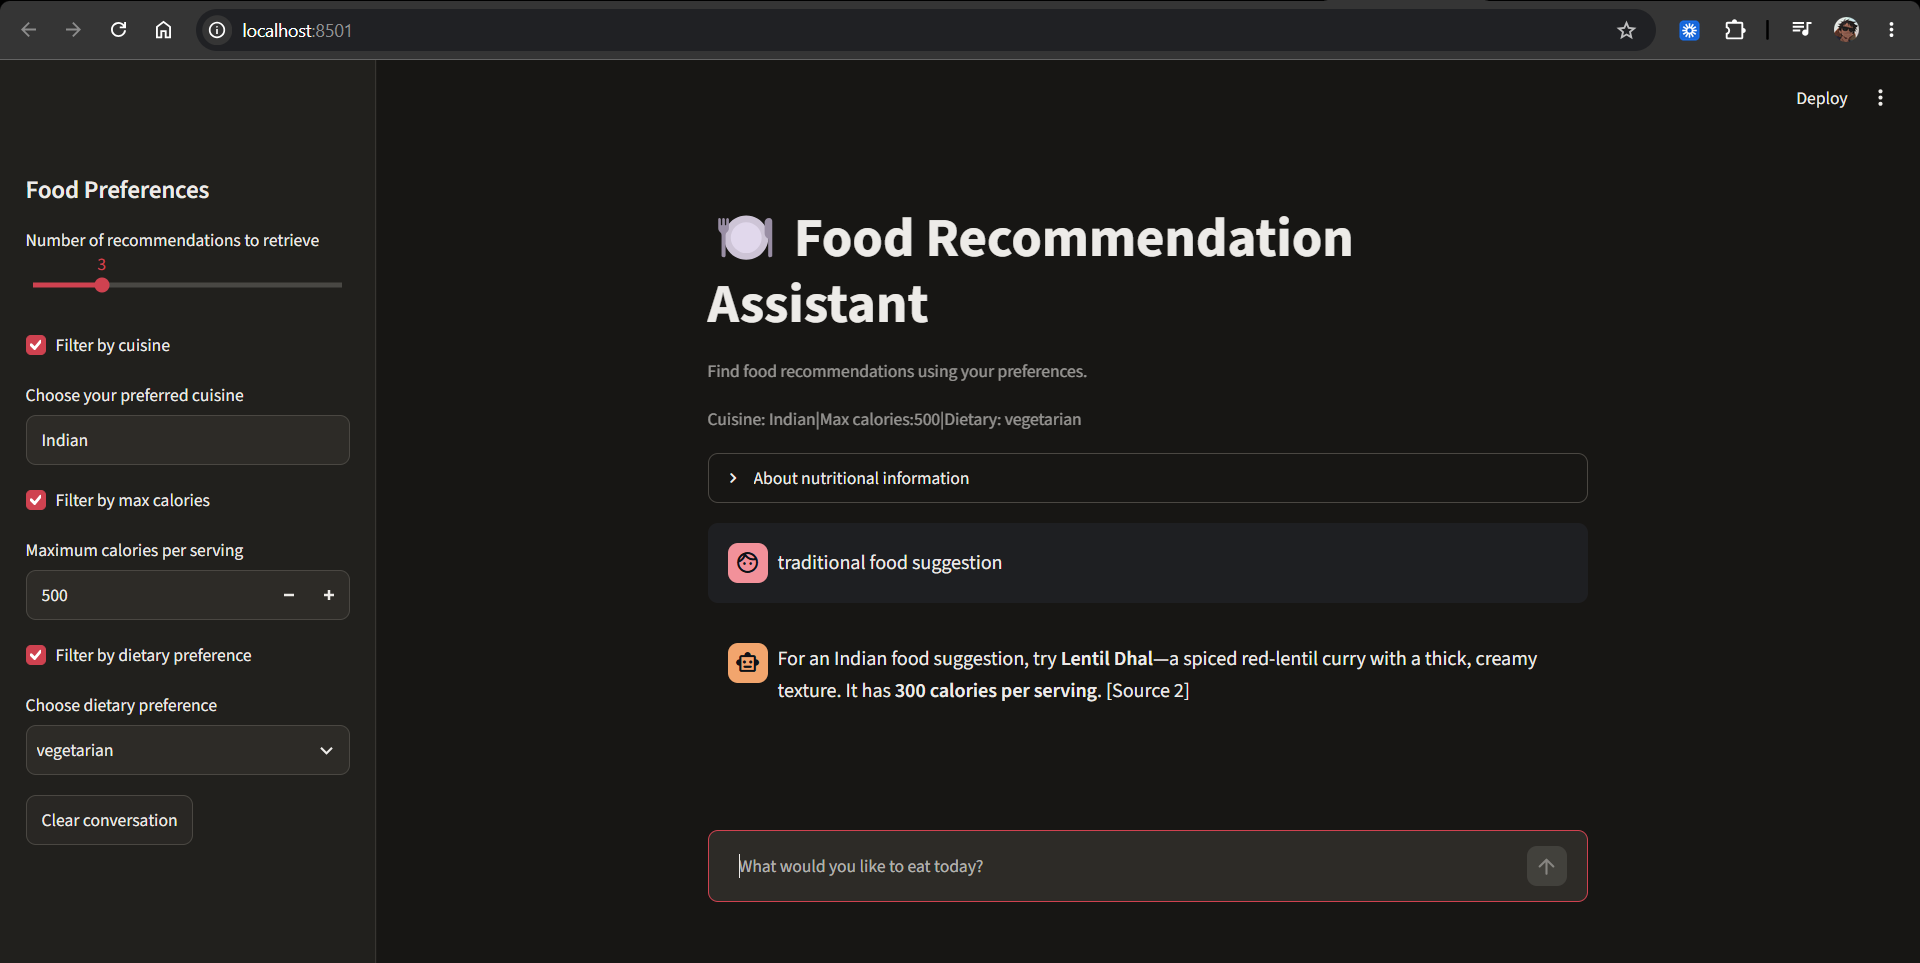 localhost:8501
Deploy
Food Preferences
Number of recommendations to retrieve
3
Filter by cuisine
Choose your preferred cuisine
Indian
Filter by max calories
Maximum calories per serving
500
Filter by dietary preference
Choose dietary preference
vegetarian
Clear conversation
Food Recommendation
Assistant
Find food recommendations using your preferences.
Cuisine: Indian|Max calories:500|Dietary: vegetarian
About nutritional information
traditional food suggestion
For an Indian food suggestion, try Lentil Dhal—a spiced red-lentil curry with a thick, creamy
texture. It has 300 calories per serving. [Source 2]
What would you like to eat today?